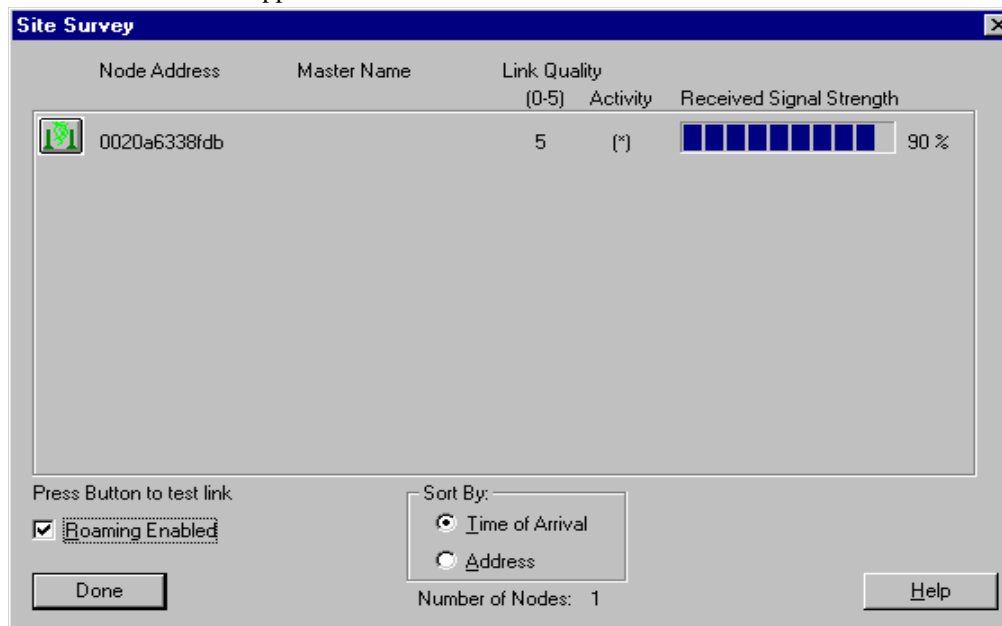 Site Survey
Node Address Master Name Link Quality
(0-5) Activity Received Signal Strength
0020a6338fdb 5 (*) 90 %
Press Button to test link
Sort By:
Roaming Enabled
Time of Arrival
Address
Done
Number of Nodes: 1
Help